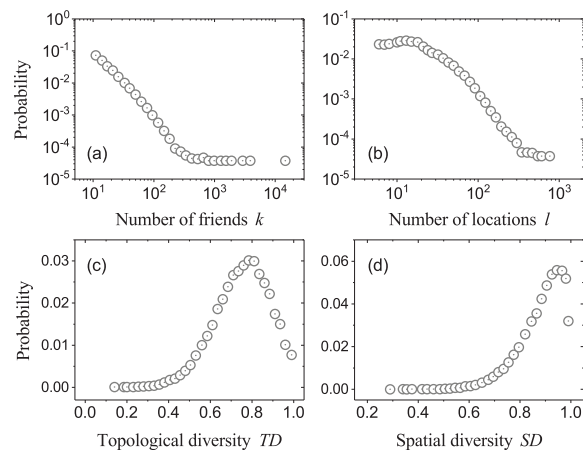 10^0
10^-1
10^-2
10^-3
10^-4
10^-5
Probability
(a)
10^1 10^2 10^3 10^4
Number of friends k
10^-1
10^-2
10^-3
10^-4
10^-5
(b)
10^1 10^2 10^3
Number of locations l
0.03
0.02
0.01
0.00
Probability
(c)
0.0 0.2 0.4 0.6 0.8 1.0
Topological diversity TD
0.06
0.04
0.02
0.00
(d)
0.2 0.4 0.6 0.8 1.0
Spatial diversity SD